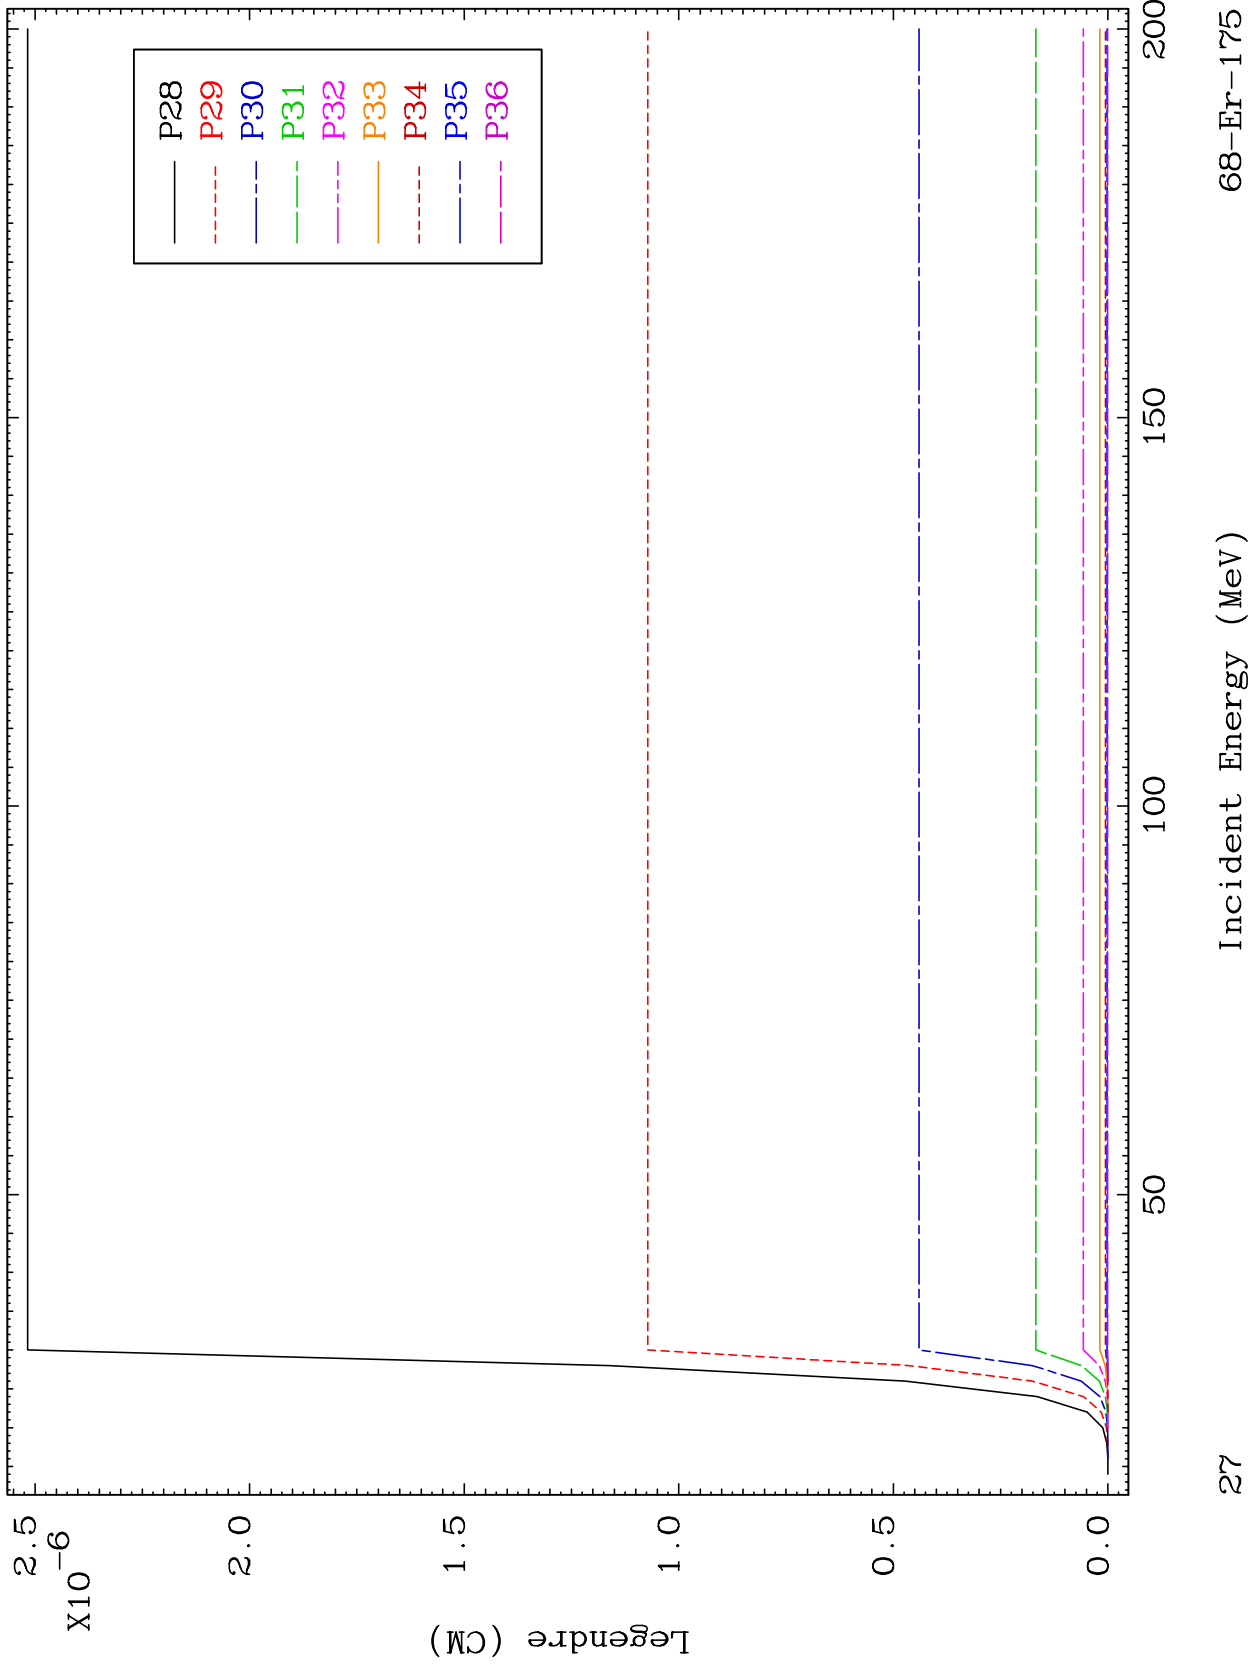 2.5
X10-6
2.0
1.5
1.0
0.5
0.0
Legendre (CM)
P28
P29
P30
P31
P32
P33
P34
P35
P36
50
100
150
200
27
Incident Energy (MeV)
68-Er-175